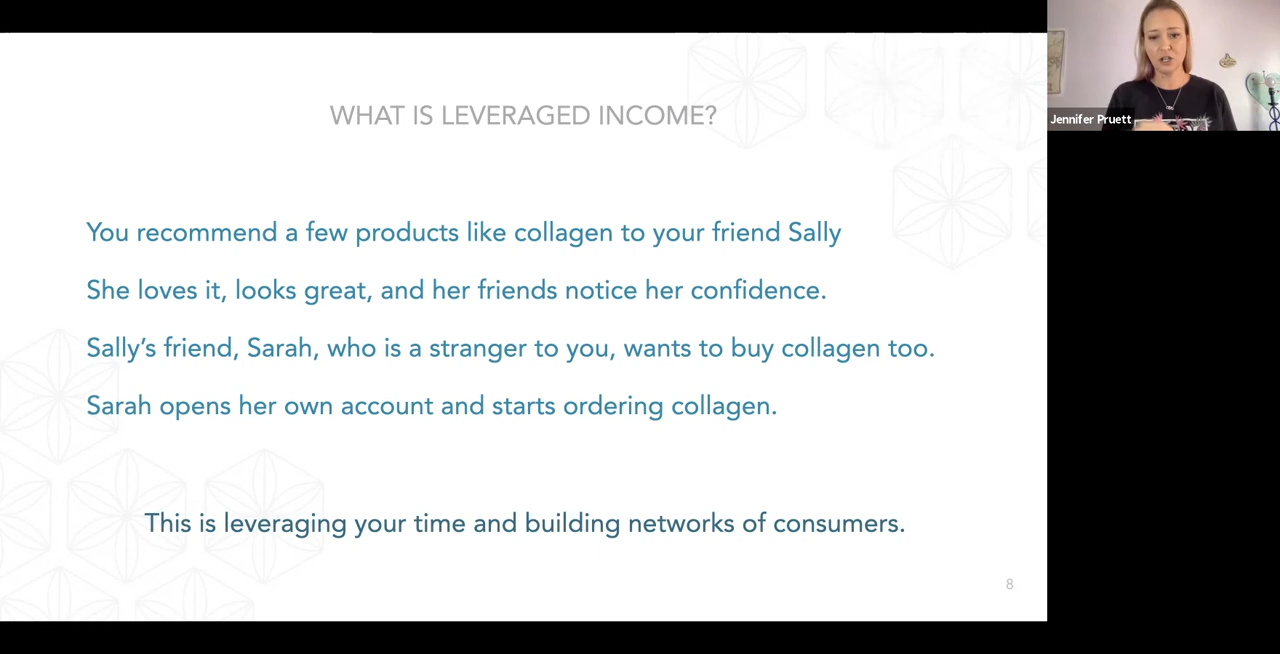 WHAT IS LEVERAGED INCOME?
You recommend a few products like collagen to your friend Sally
She loves it, looks great, and her friends notice her confidence.
Sally’s friend, Sarah, who is a stranger to you, wants to buy collagen too.
Sarah opens her own account and starts ordering collagen.
This is leveraging your time and building networks of consumers.
8
Jennifer Pruett